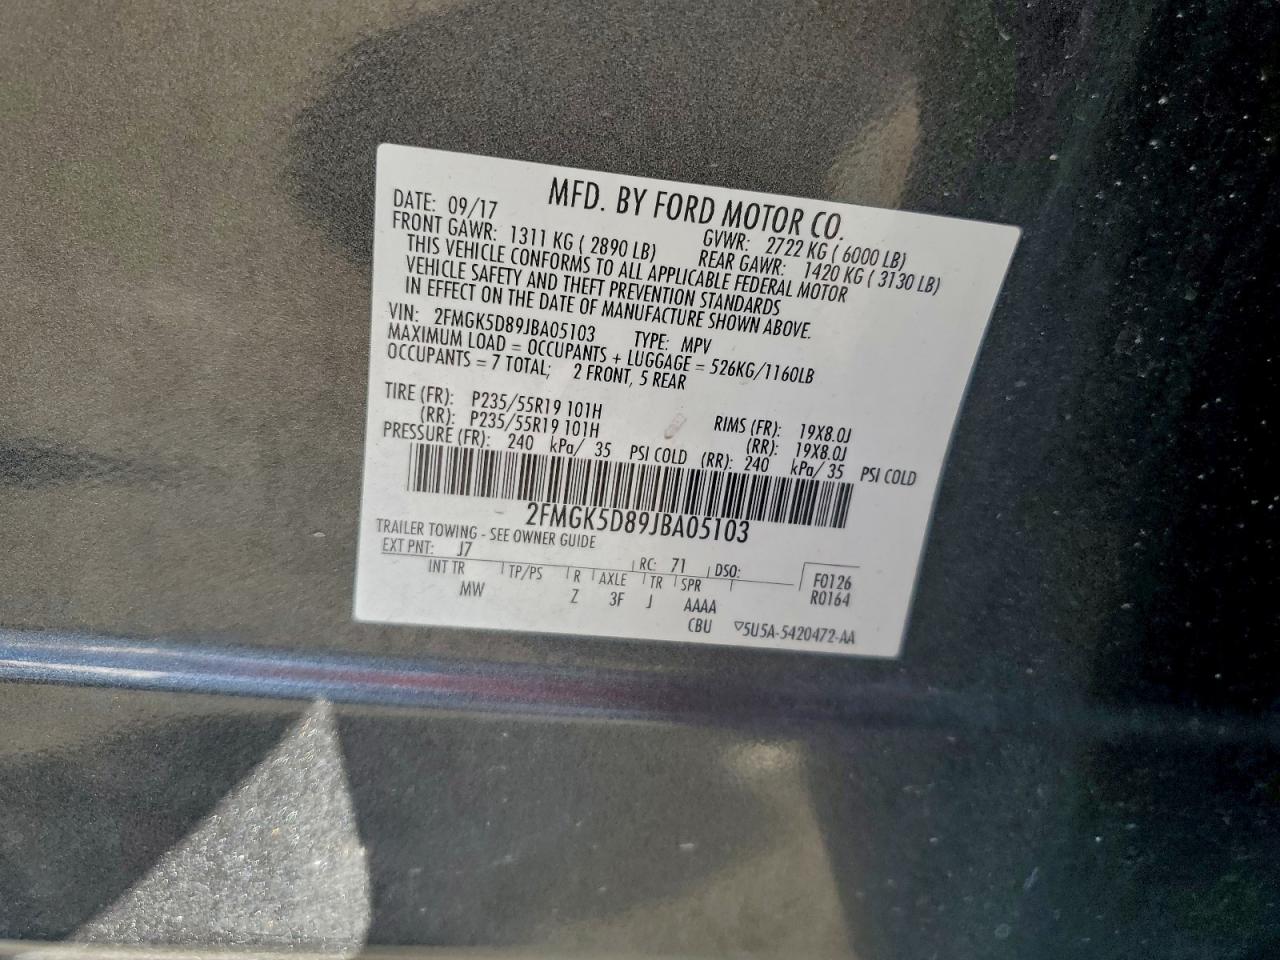 MFD. BY FORD MOTOR CO.
DATE: 09/17 GVWR: 2722 KG ( 6000 LB)
FRONT GAWR: 1311 KG ( 2890 LB) REAR GAWR: 1420 KG ( 3130 LB)
THIS VEHICLE CONFORMS TO ALL APPLICABLE FEDERAL MOTOR
VEHICLE SAFETY AND THEFT PREVENTION STANDARDS
IN EFFECT ON THE DATE OF MANUFACTURE SHOWN ABOVE.
VIN: 2FMGK5D89JBA05103 TYPE: MPV
MAXIMUM LOAD = OCCUPANTS + LUGGAGE = 526KG/1160LB
OCCUPANTS = 7 TOTAL; 2 FRONT, 5 REAR
TIRE (FR): P235/55R19 101H RIMS (FR): 19X8.0J
(RR): P235/55R19 101H (RR): 19X8.0J
PRESSURE (FR): 240 kPa/ 35 PSI COLD (RR): 240 kPa/ 35 PSI COLD
2FMGK5D89JBA05103
TRAILER TOWING - SEE OWNER GUIDE
EXT PNT: J7 RC: 71 DSO: F0126
INT TR TP/PS R AXLE TR SPR R0164
MW Z 3F J AAAA
CBU ▽5U5A-5420472-AA